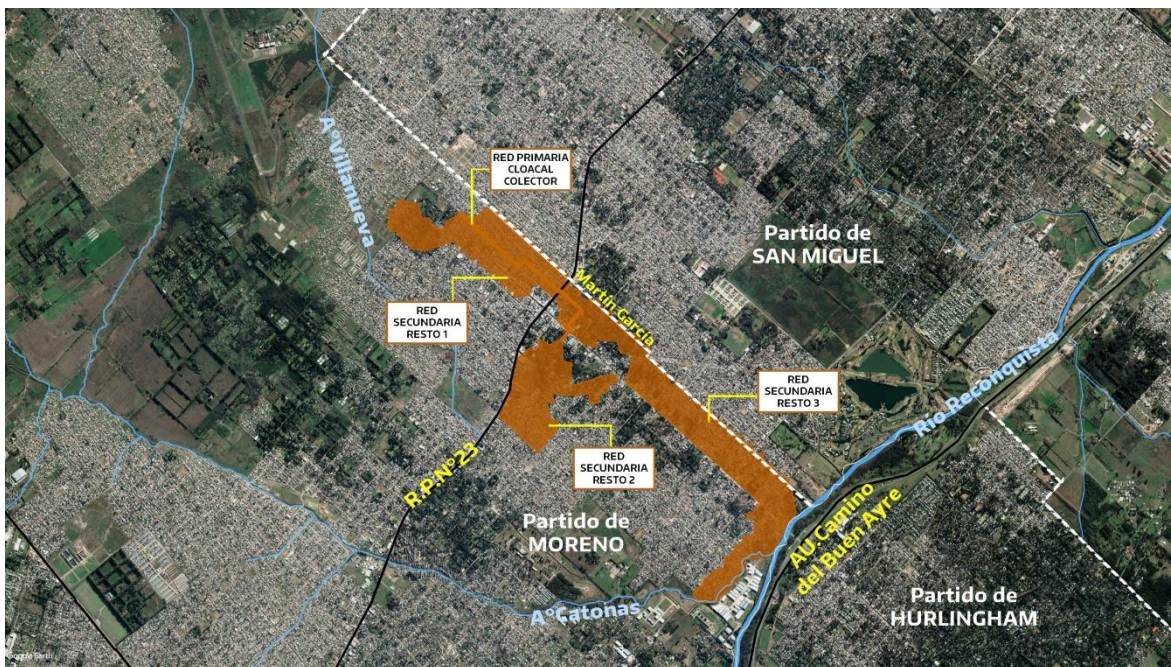 A° Villanueva
RED PRIMARIA
CLOACAL
COLECTOR
Partido de
SAN MIGUEL
Martín García
RED
SECUNDARIA
RESTO 1
RED
SECUNDARIA
RESTO 3
Río Reconquista
R.P.N°23
RED
SECUNDARIA
RESTO 2
Partido de
MORENO
AU.Camino
del Buen Ayre
Partido de
HURLINGHAM
A°Catonas
Google Earth